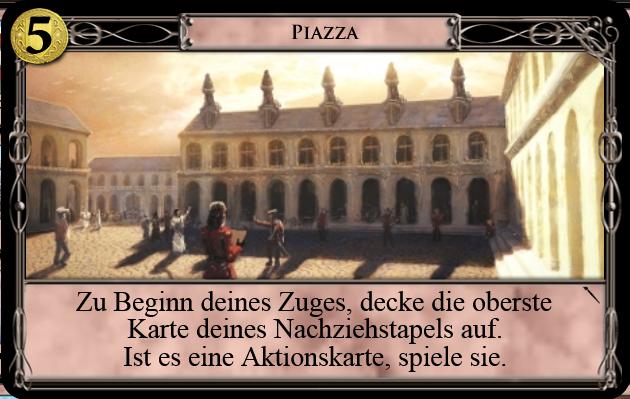 5
Piazza
Zu Beginn deines Zuges, decke die oberste
Karte deines Nachziehstapels auf.
Ist es eine Aktionskarte, spiele sie.